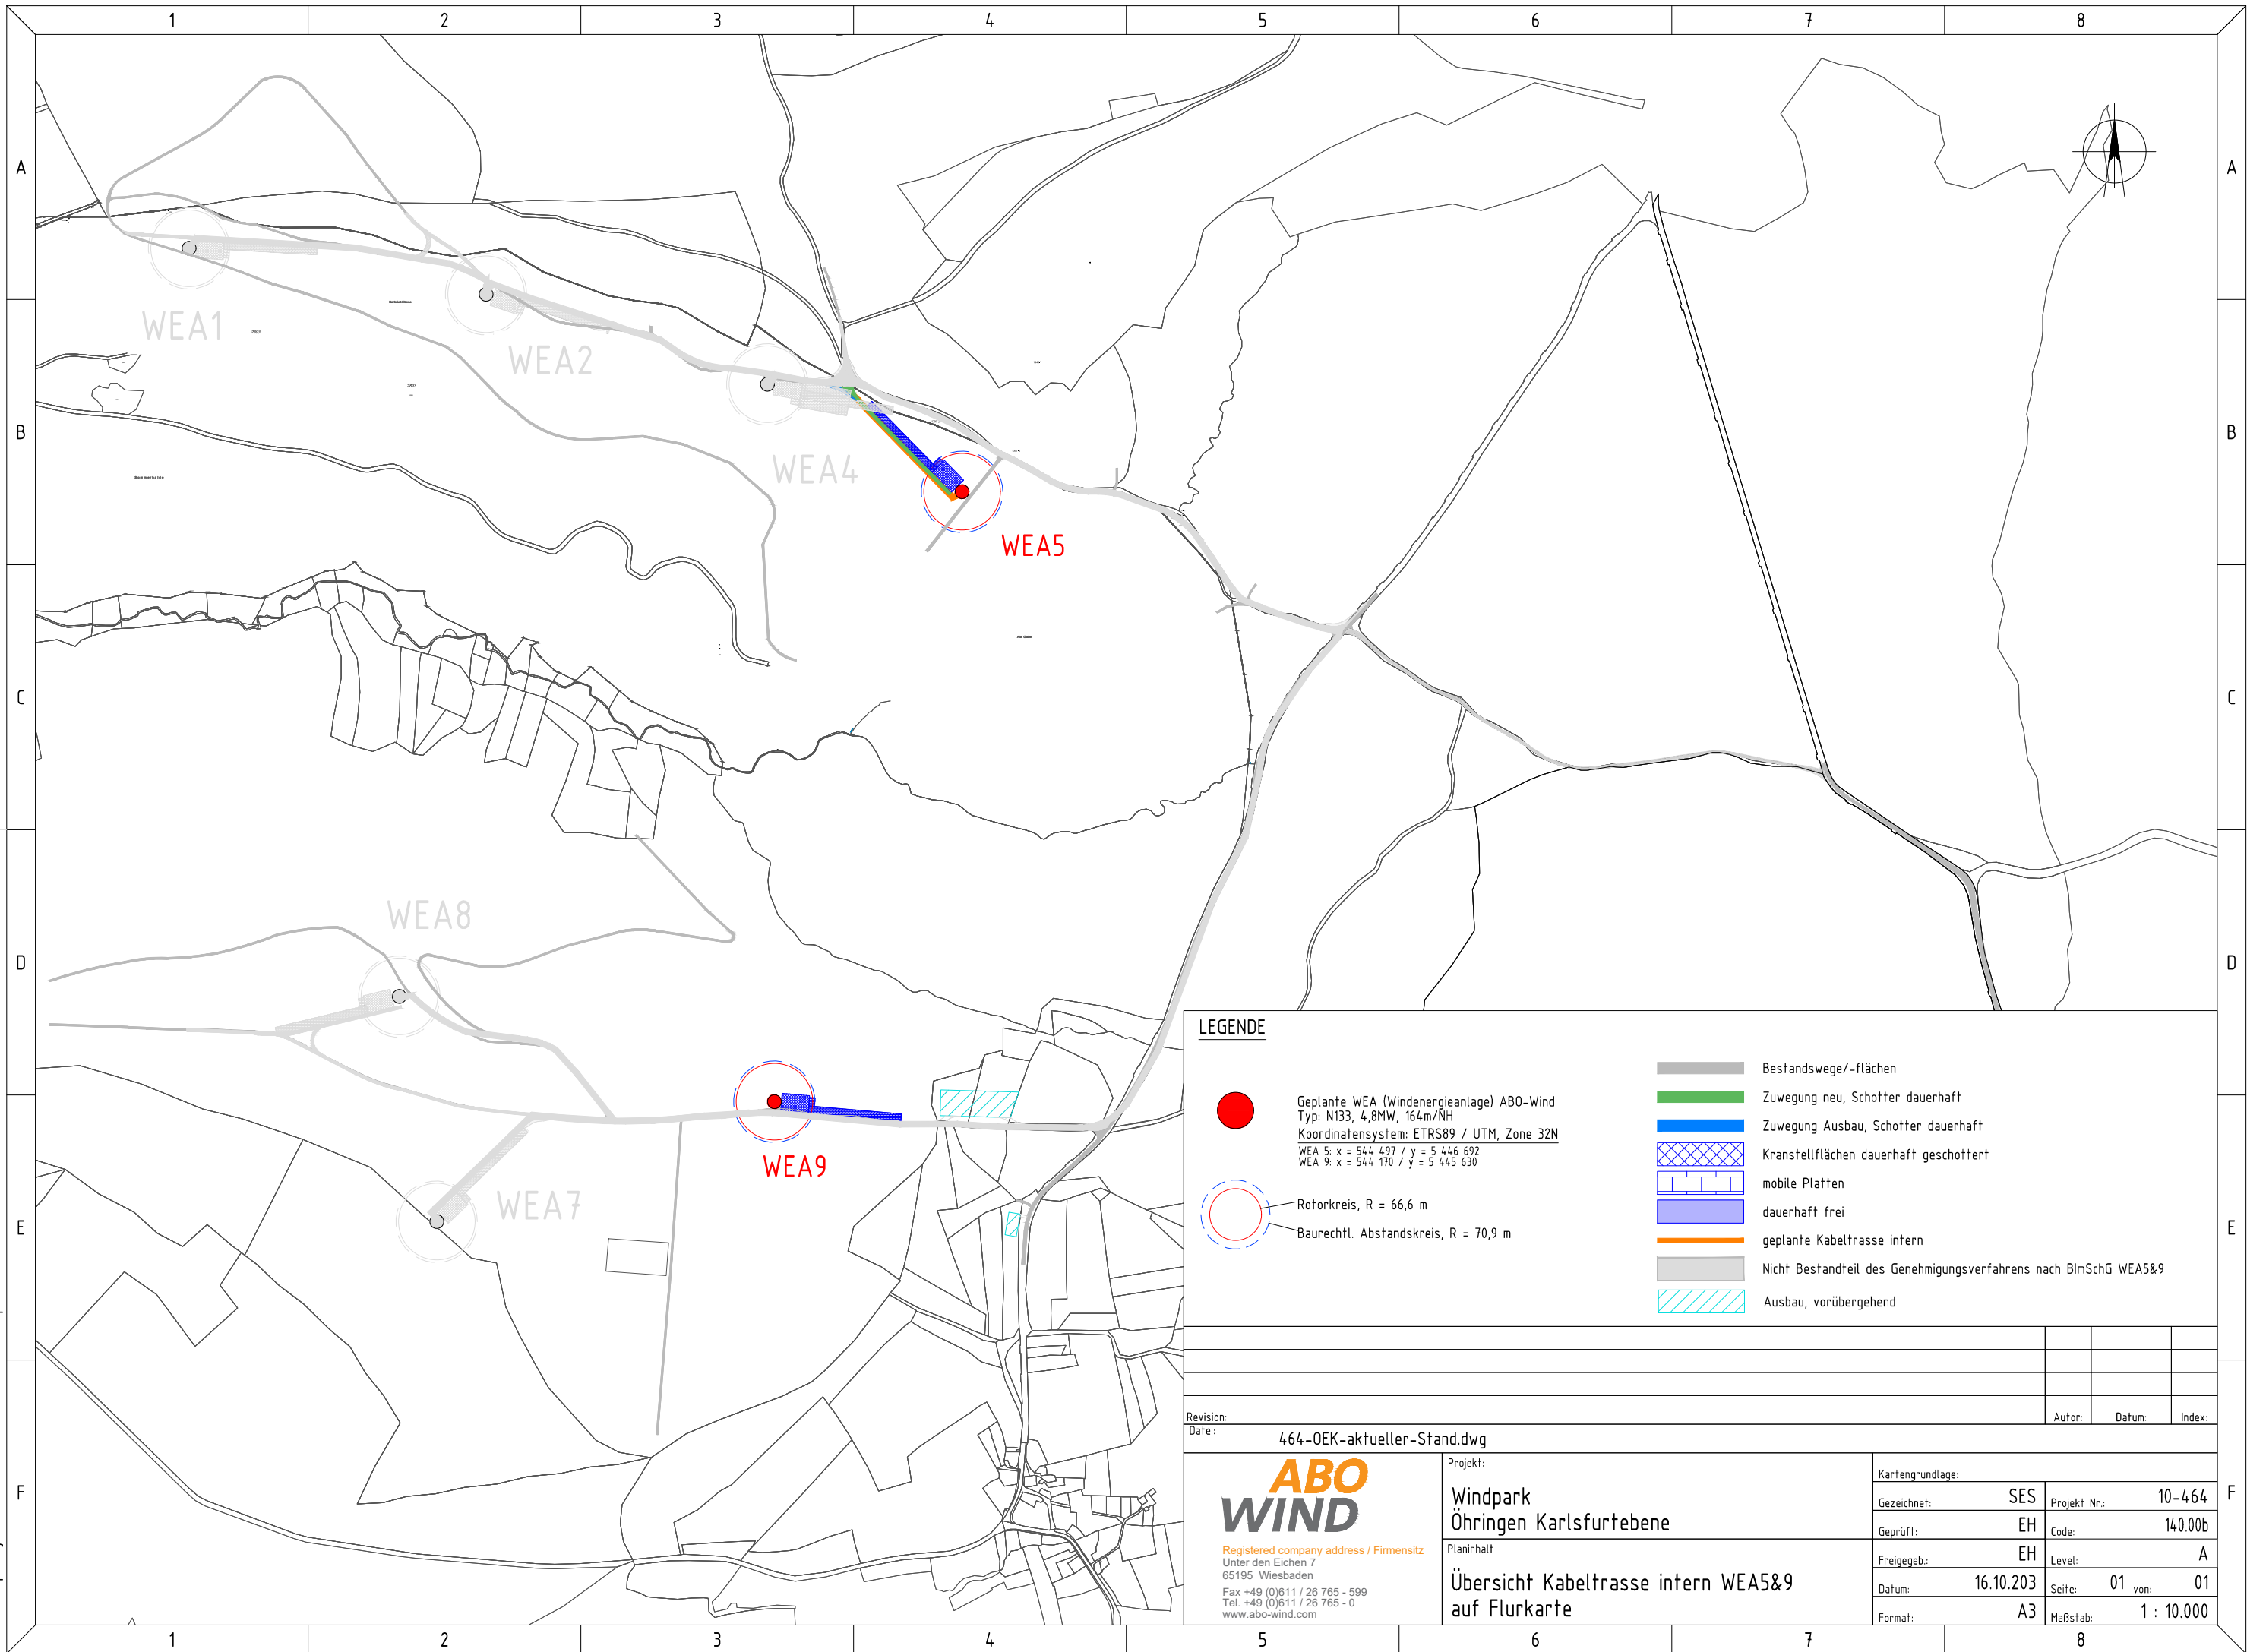 1 2 3 4 5 6 7 8
A A
WEA1
WEA2
B B
WEA4
WEA5
C C
WEA8
D D
WEA9
WEA7
E E
LEGENDE
Geplante WEA (Windenergieanlage) ABO-Wind
Typ: N133, 4,8MW, 164m/NH
Koordinatensystem: ETRS89 / UTM, Zone 32N
WEA 5: x = 544 497 / y = 5 446 692
WEA 9: x = 544 170 / y = 5 445 630
Rotorkreis, R = 66,6 m
Baurechtl. Abstandskreis, R = 70,9 m
Bestandswege/-flächen
Zuwegung neu, Schotter dauerhaft
Zuwegung Ausbau, Schotter dauerhaft
Kranstellflächen dauerhaft geschottert
mobile Platten
dauerhaft frei
geplante Kabeltrasse intern
Nicht Bestandteil des Genehmigungsverfahrens nach BImSchG WEA5&9
Ausbau, vorübergehend
Revision: Autor: Datum: Index:
Datei: 464-OEK-aktueller-Stand.dwg
F F
ABO
WIND
Registered company address / Firmensitz
Unter den Eichen 7
65195 Wiesbaden
Fax +49 (0)611 / 26 765 - 599
Tel. +49 (0)611 / 26 765 - 0
www.abo-wind.com
Projekt:
Windpark
Öhringen Karlsfurtebene
Planinhalt
Übersicht Kabeltrasse intern WEA5&9
auf Flurkarte
Kartengrundlage:
Gezeichnet: SES Projekt Nr.: 10-464
Geprüft: EH Code: 140.00b
Freigegeb.: EH Level: A
Datum: 16.10.203 Seite: 01 von: 01
Format: A3 Maßstab: 1 : 10.000
1 2 3 4 5 6 7 8